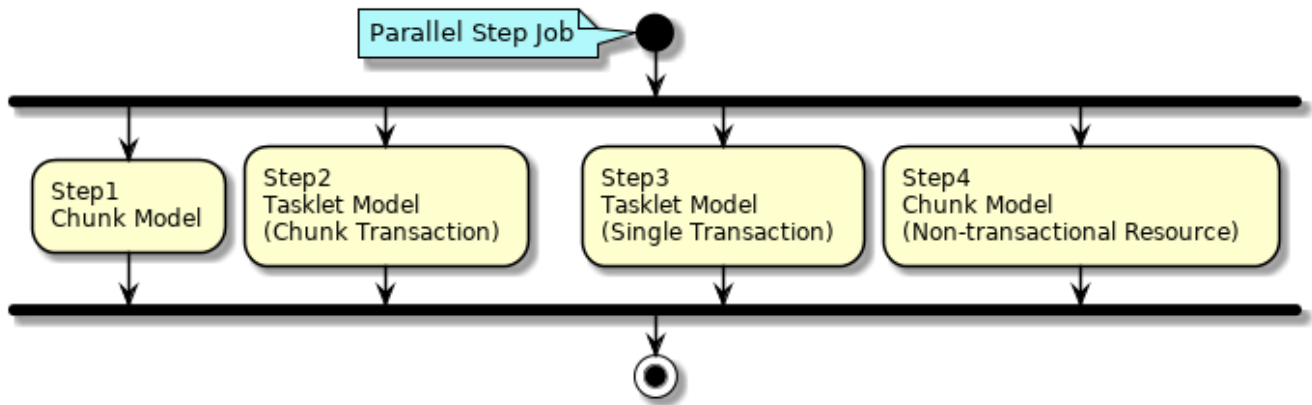 Parallel Step Job
Step1
Chunk Model
Step2
Tasklet Model
(Chunk Transaction)
Step3
Tasklet Model
(Single Transaction)
Step4
Chunk Model
(Non-transactional Resource)